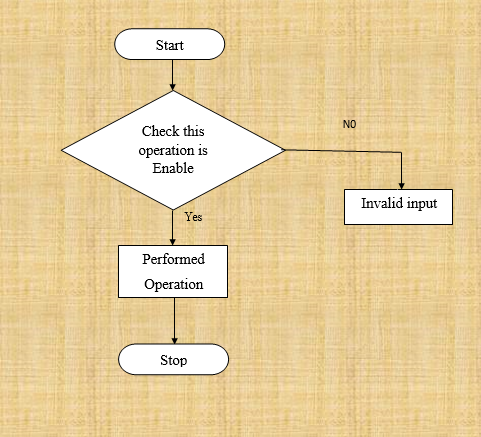 Start
Check this
operation is
Enable
N0
Invalid input
Yes
Performed
Operation
Stop